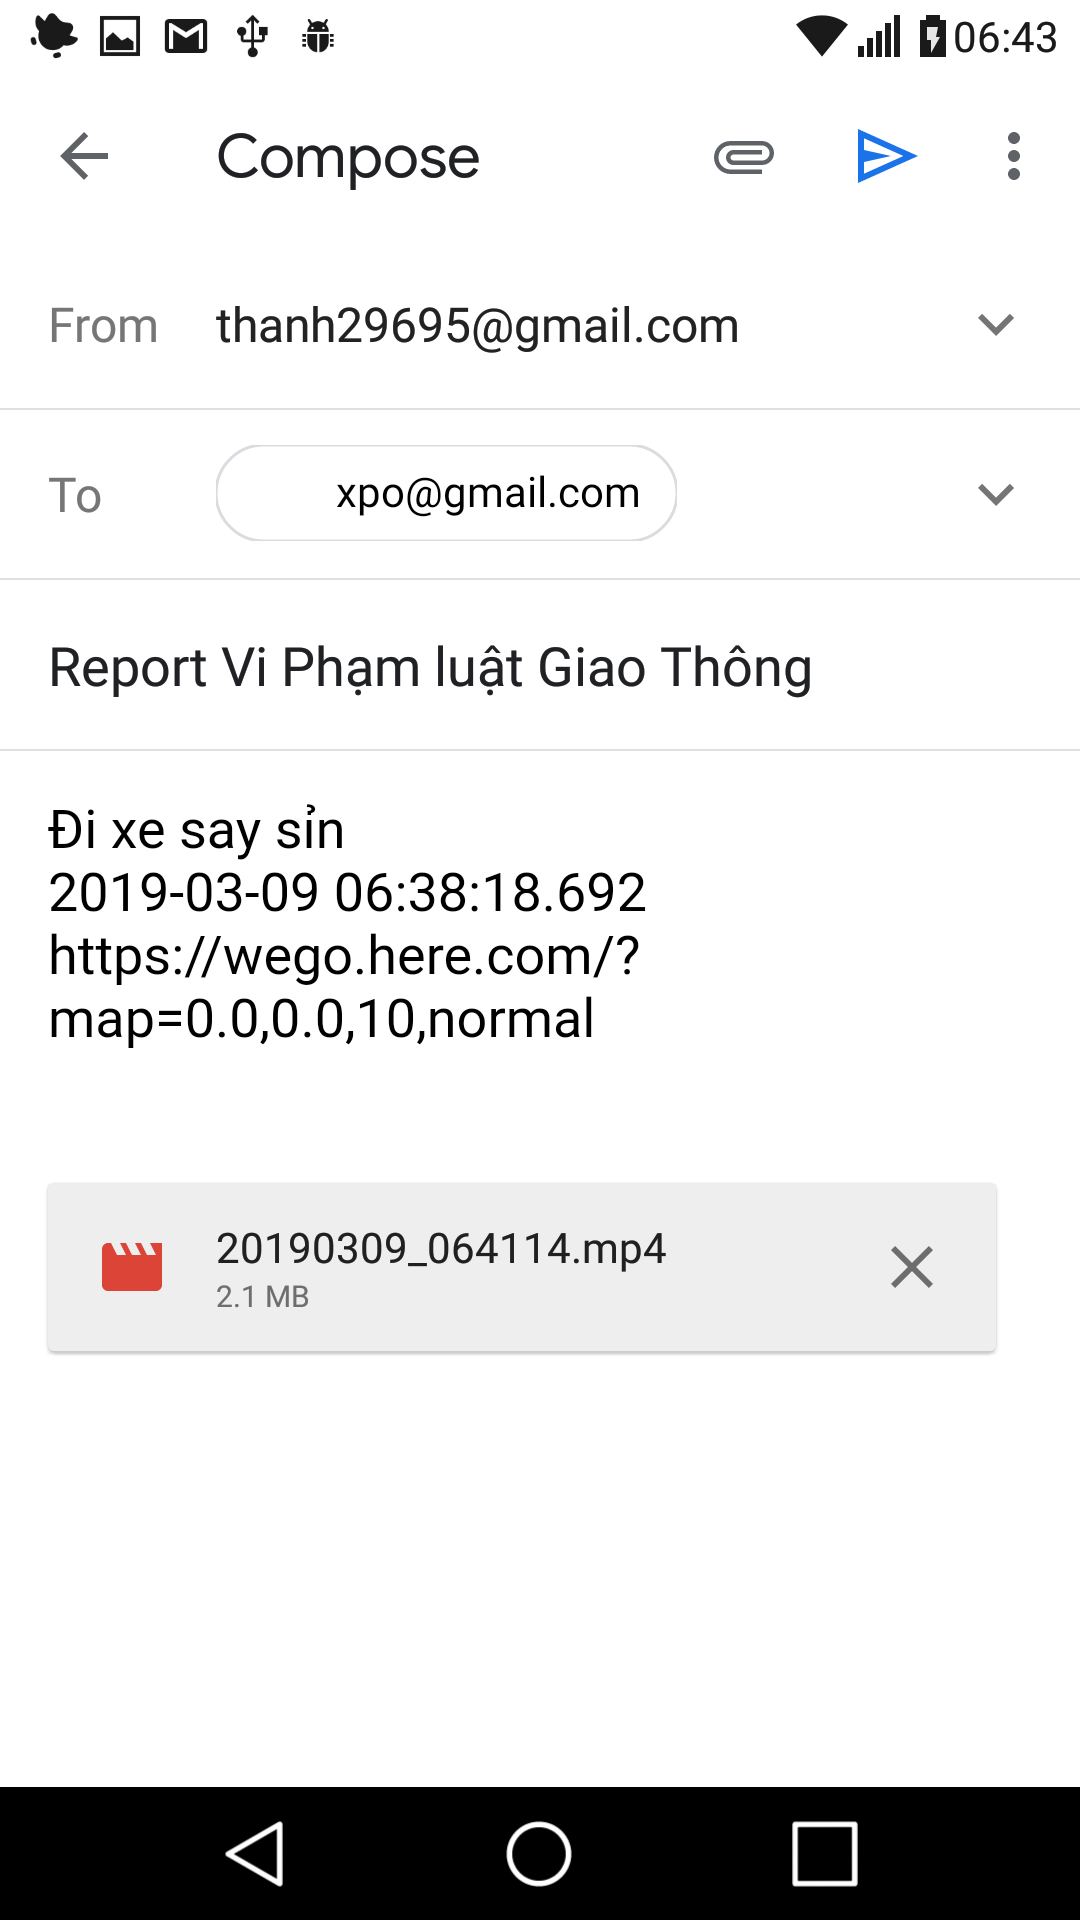 06:43
Compose
From thanh29695@gmail.com
To xpo@gmail.com
Report Vi Phạm luật Giao Thông
Đi xe say sỉn
2019-03-09 06:38:18.692
https://wego.here.com/?
map=0.0,0.0,10,normal
20190309_064114.mp4
2.1 MB